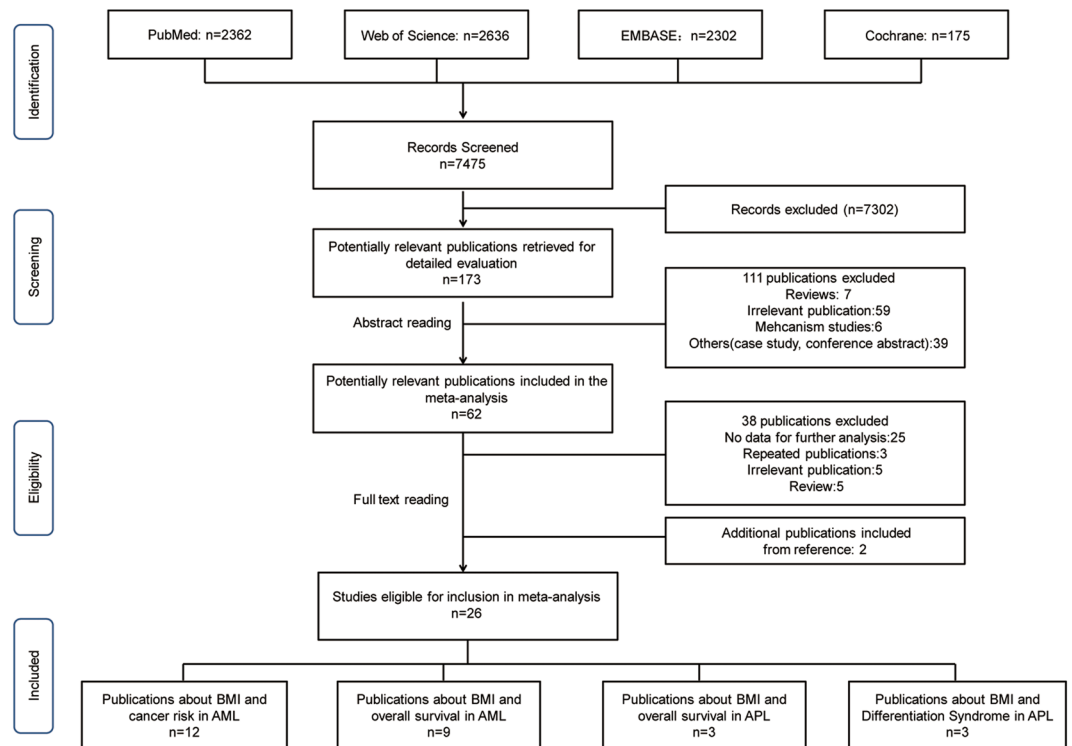 Identification
PubMed: n=2362
Web of Science: n=2636
EMBASE： n=2302
Cochrane: n=175
Records Screened
n=7475
Screening
Records excluded (n=7302)
Potentially relevant publications retrieved for
detailed evaluation
n=173
Abstract reading
111 publications excluded
Reviews: 7
Irrelevant publication:59
Mehcanism studies:6
Others(case study, conference abstract):39
Potentially relevant publications included in the
meta-analysis
n=62
Eligibility
38 publications excluded
No data for further analysis:25
Repeated publications:3
Irrelevant publication:5
Review:5
Full text reading
Additional publications included
from reference: 2
Studies eligible for inclusion in meta-analysis
n=26
Included
Publications about BMI and
cancer risk in AML
n=12
Publications about BMI and
overall survival in AML
n=9
Publications about BMI and
overall survival in APL
n=3
Publications about BMI and
Differentiation Syndrome in APL
n=3